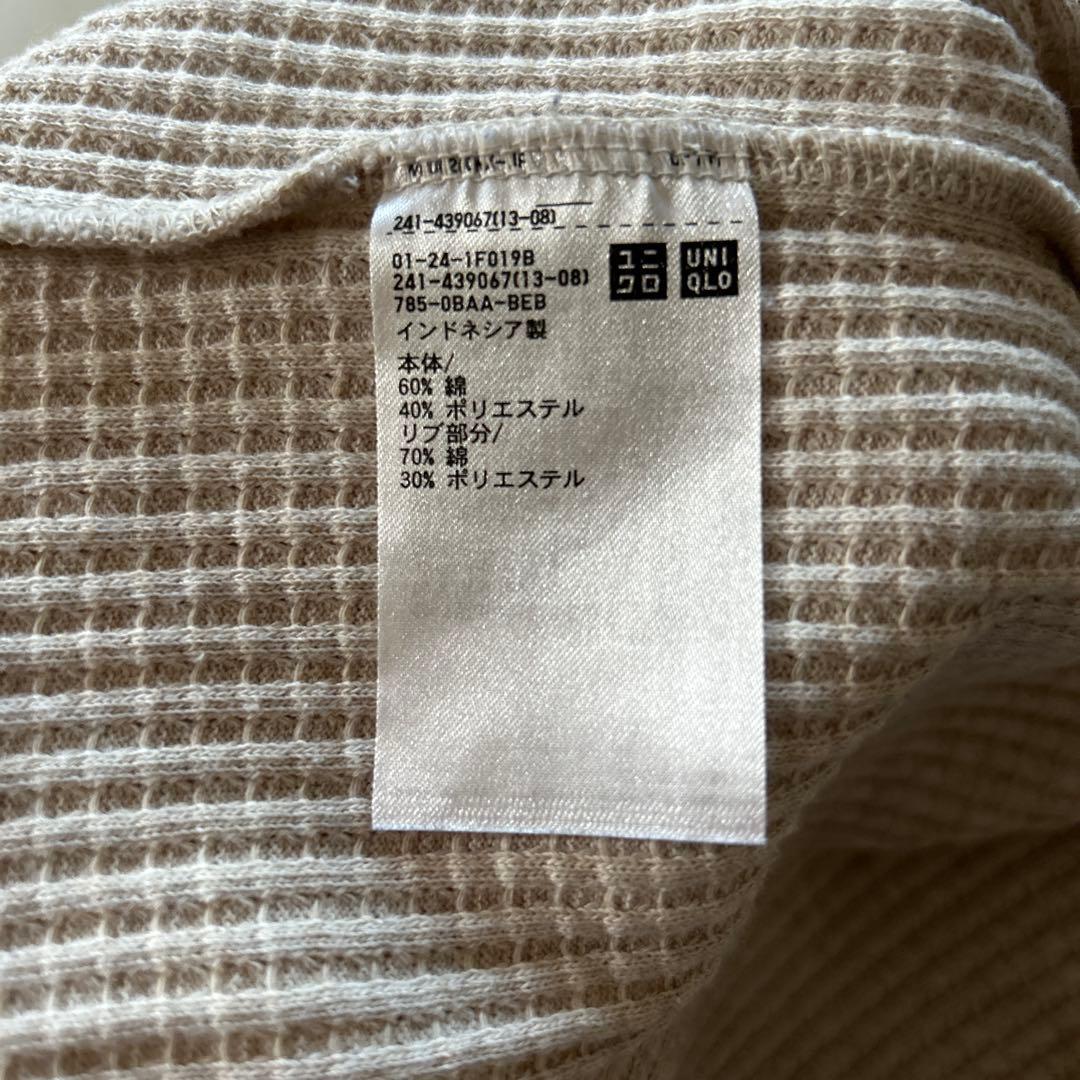 241-439067(13-08)
01-24-1F019B
241-439067(13-08)
785-0BAA-BEB
ユニクロ
UNIQLO
インドネシア製
本体/
60% 綿
40% ポリエステル
リブ部分/
70% 綿
30% ポリエステル